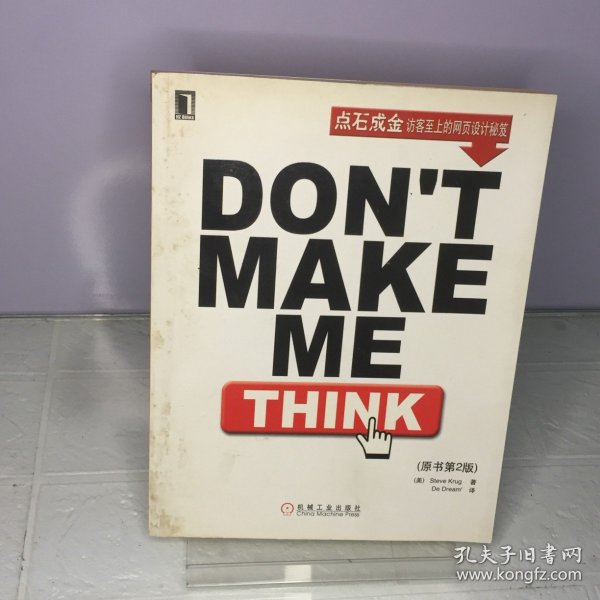 HZ Books
点石成金 访客至上的网页设计秘笈
DON'T
MAKE
ME
THINK
(原书第2版)
(美) Steve Krug 著
De Dream' 译
机械工业出版社
China Machine Press
孔夫子旧书网
www.kongfz.com